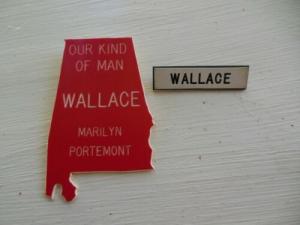 OUR KIND
OF MAN
WALLACE
MARILYN
PORTEMONT
WALLACE